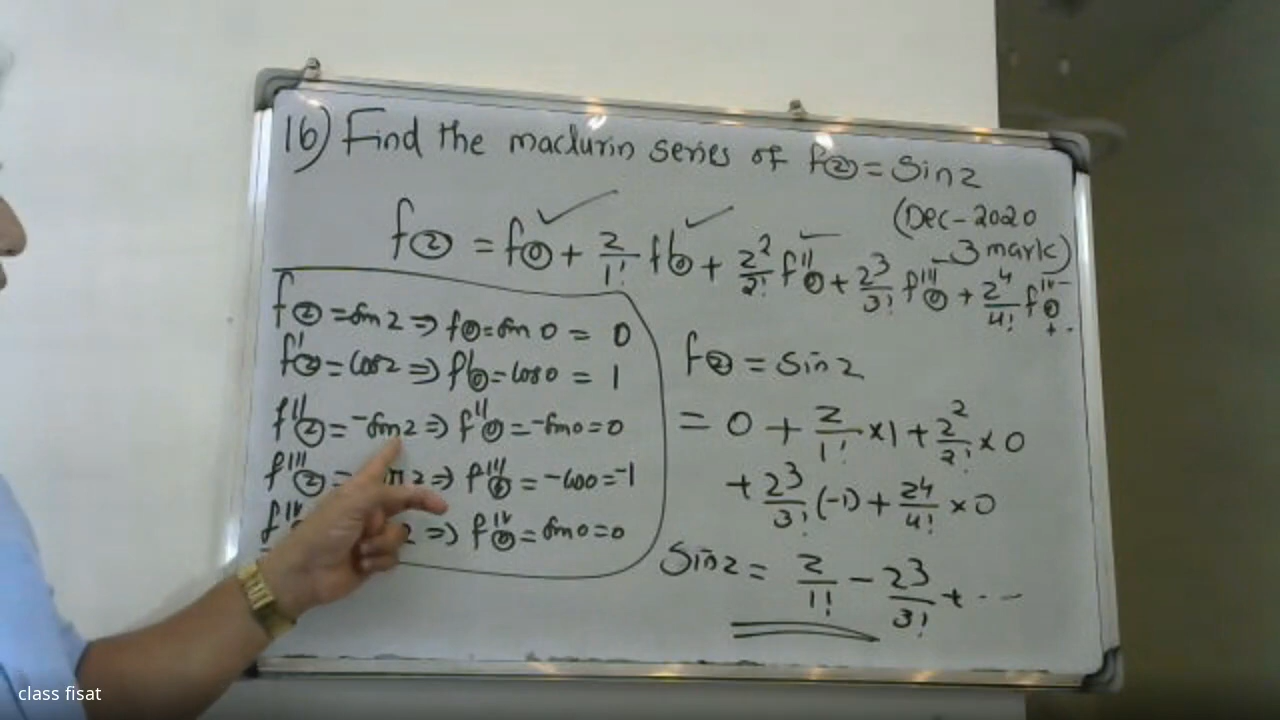 16) Find the maclurin series of f(z) = Sin z
(Dec-2020
3 mark)
f(z) = f(0) + z/1! f'(0) + z²/2! f''(0) + z³/3! f'''(0) + z⁴/4! f^{IV}(0) + ..
f(z) = sin z ⇒ f(0) = sin 0 = 0
f'(z) = cos z ⇒ f'(0) = cos 0 = 1
f''(z) = -sin z ⇒ f''(0) = -sin 0 = 0
f'''(z) = z ⇒ f'''(0) = -cos 0 = -1
f^{IV} z ⇒ f^{IV}(0) = sin 0 = 0
f(z) = Sin z
= 0 + z/1! × 1 + z²/2! × 0
+ z³/3! (-1) + z⁴/4! × 0
Sin z = z/1! - z³/3! + ...
class fisat